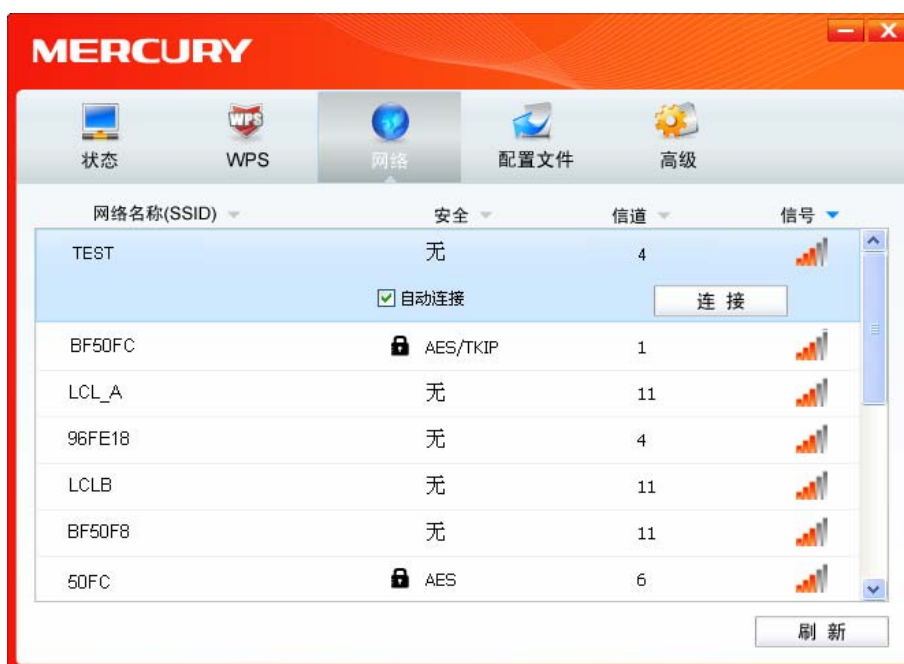 MERCURY
状态 WPS 网络 配置文件 高级
网络名称(SSID) 安全 信道 信号
TEST 无 4
自动连接 连 接
BF50FC AES/TKIP 1
LCL_A 无 11
96FE18 无 4
LCLB 无 11
BF50F8 无 11
50FC AES 6
刷 新